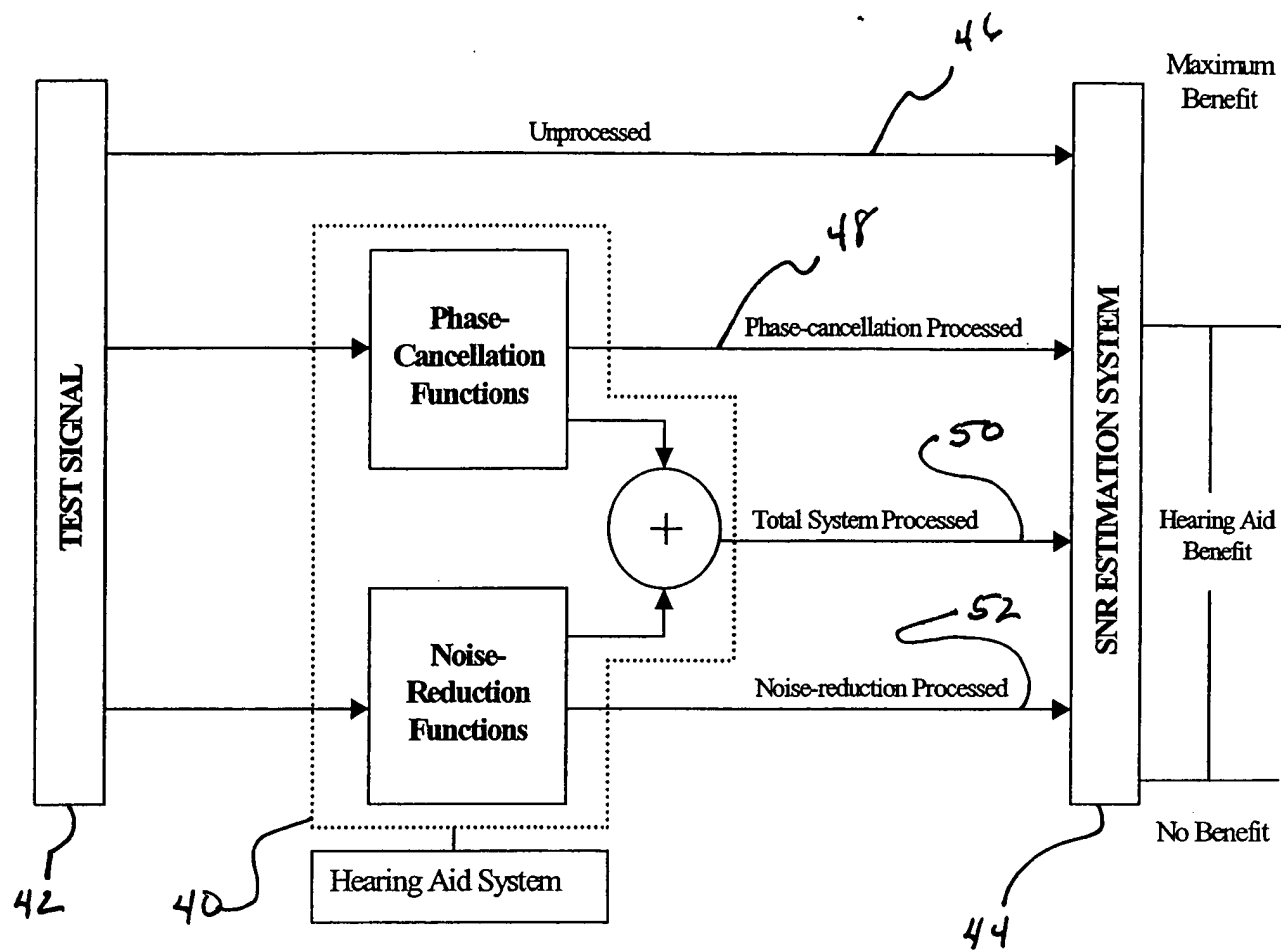 46
Maximum
Benefit
Unprocessed
48
Phase-
Cancellation
Functions
Phase-cancellation Processed
TEST SIGNAL
SNR ESTIMATION SYSTEM
50
+
Total System Processed
Hearing Aid
Benefit
52
Noise-
Reduction
Functions
Noise-reduction Processed
No Benefit
42
40
Hearing Aid System
44